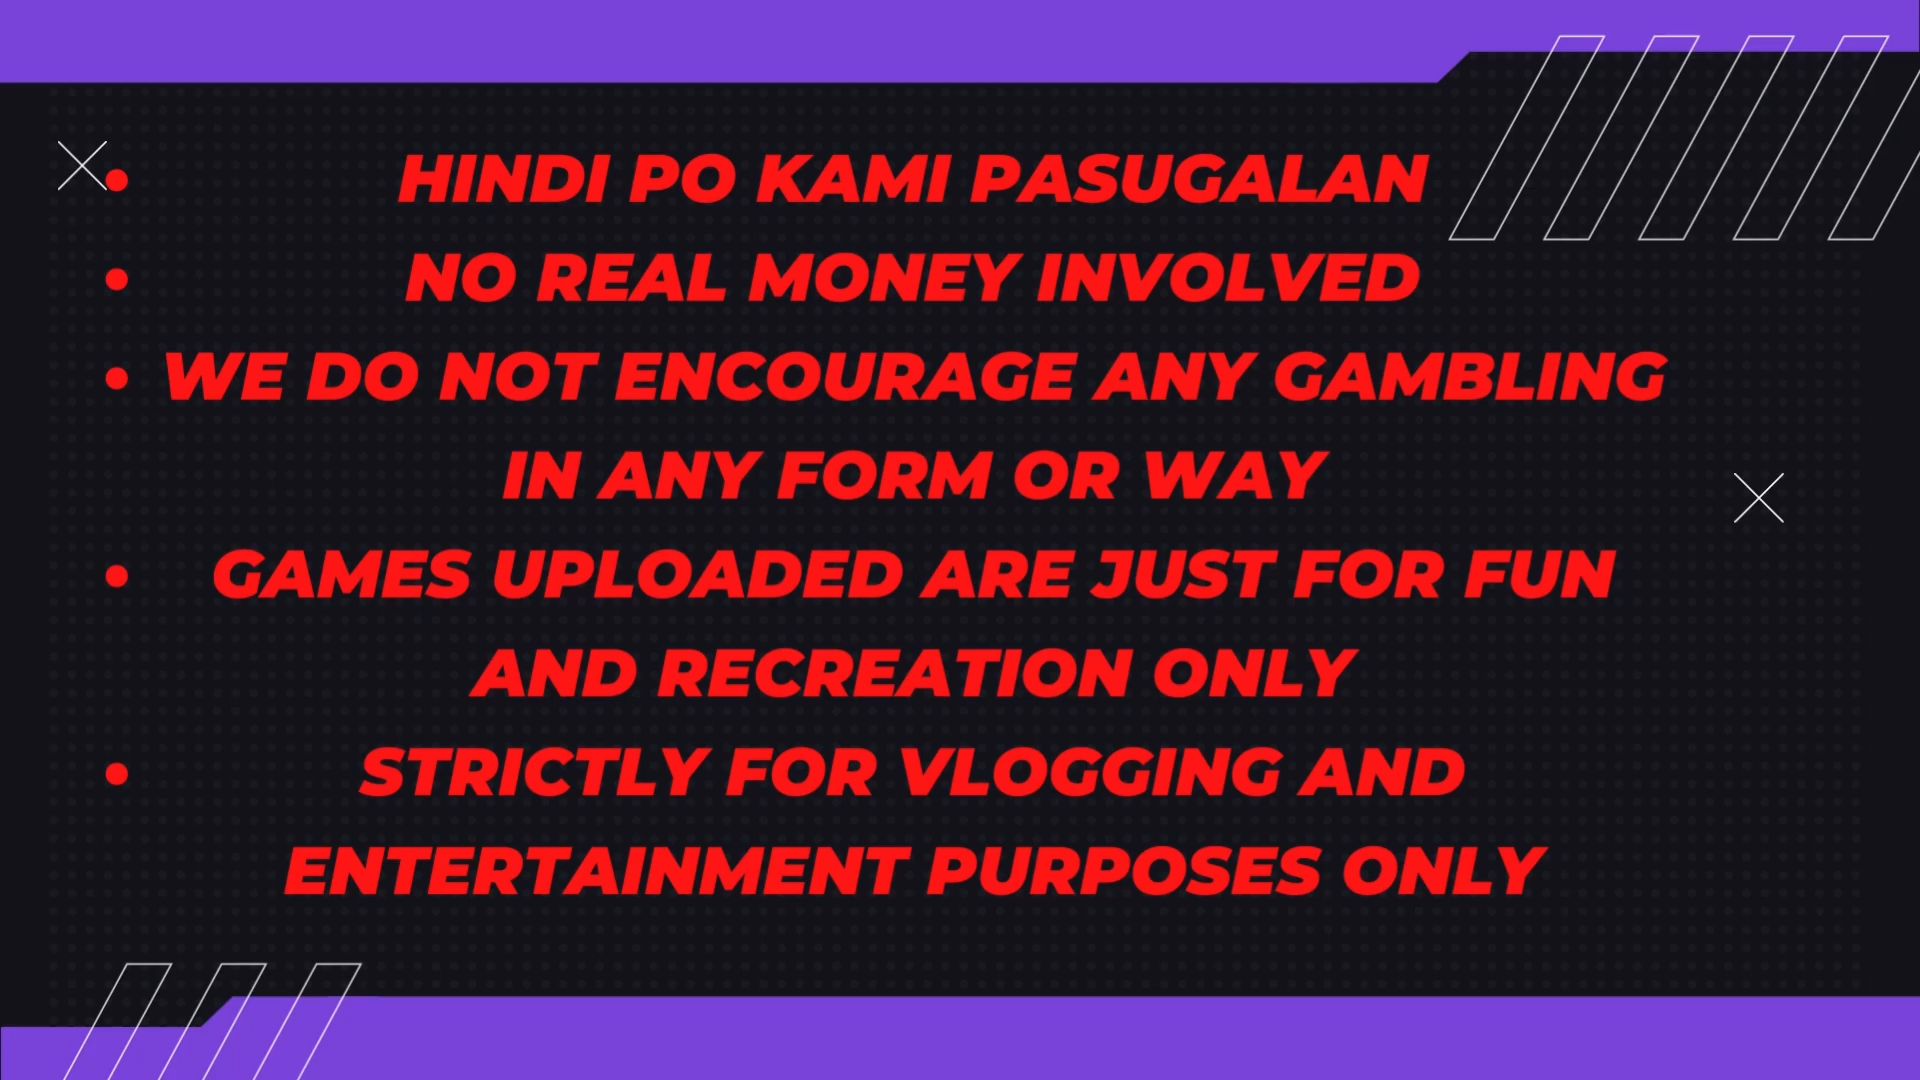 • HINDI PO KAMI PASUGALAN
• NO REAL MONEY INVOLVED
• WE DO NOT ENCOURAGE ANY GAMBLING
IN ANY FORM OR WAY
• GAMES UPLOADED ARE JUST FOR FUN
AND RECREATION ONLY
• STRICTLY FOR VLOGGING AND
ENTERTAINMENT PURPOSES ONLY